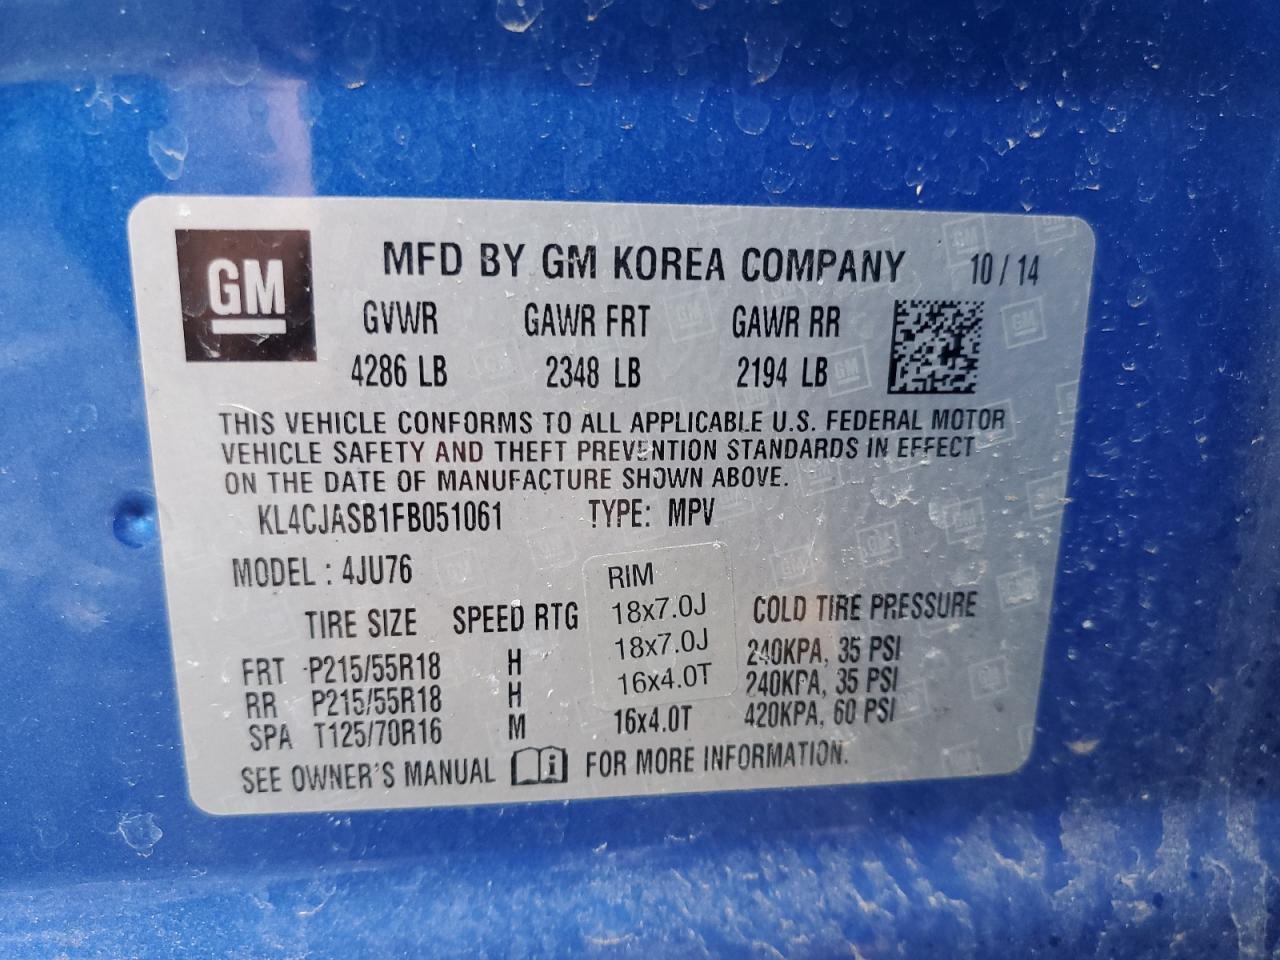 GM
MFD BY GM KOREA COMPANY 10 / 14
GVWR GAWR FRT GAWR RR
4286 LB 2348 LB 2194 LB
THIS VEHICLE CONFORMS TO ALL APPLICABLE U.S. FEDERAL MOTOR
VEHICLE SAFETY AND THEFT PREVENTION STANDARDS IN EFFECT
ON THE DATE OF MANUFACTURE SHOWN ABOVE.
KL4CJASB1FB051061 TYPE: MPV
MODEL : 4JU76
TIRE SIZE SPEED RTG RIM COLD TIRE PRESSURE
FRT P215/55R18 H 18x7.0J 240KPA, 35 PSI
RR P215/55R18 H 18x7.0J 240KPA, 35 PSI
16x4.0T
SPA T125/70R16 M 16x4.0T 420KPA, 60 PSI
SEE OWNER'S MANUAL i FOR MORE INFORMATION.